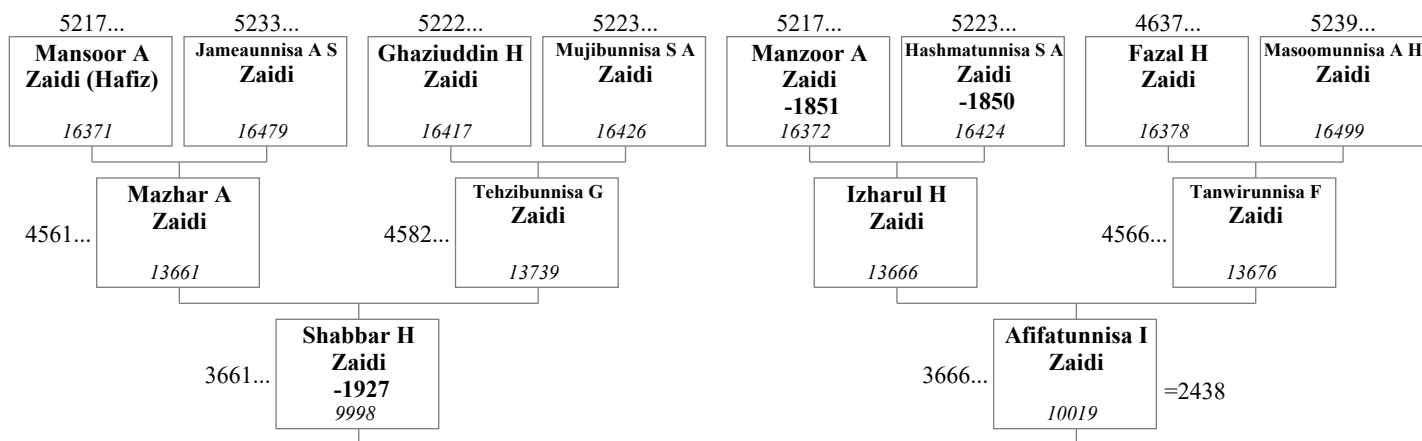 5217... 5233... 5222... 5223... 5217... 5223... 4637... 5239...
Mansoor A
Zaidi (Hafiz)
16371
Jameaunnisa A S
Zaidi
16479
Ghaziuddin H
Zaidi
16417
Mujibunnisa S A
Zaidi
16426
Manzoor A
Zaidi
-1851
16372
Hashmatunnisa S A
Zaidi
-1850
16424
Fazal H
Zaidi
16378
Masoomunnisa A H
Zaidi
16499
4561...
Mazhar A
Zaidi
13661
4582...
Tehzibunnisa G
Zaidi
13739
Izharul H
Zaidi
13666
4566...
Tanwirunnisa F
Zaidi
13676
3661...
Shabbar H
Zaidi
-1927
9998
3666...
Afifatunnisa I
Zaidi
10019
=2438